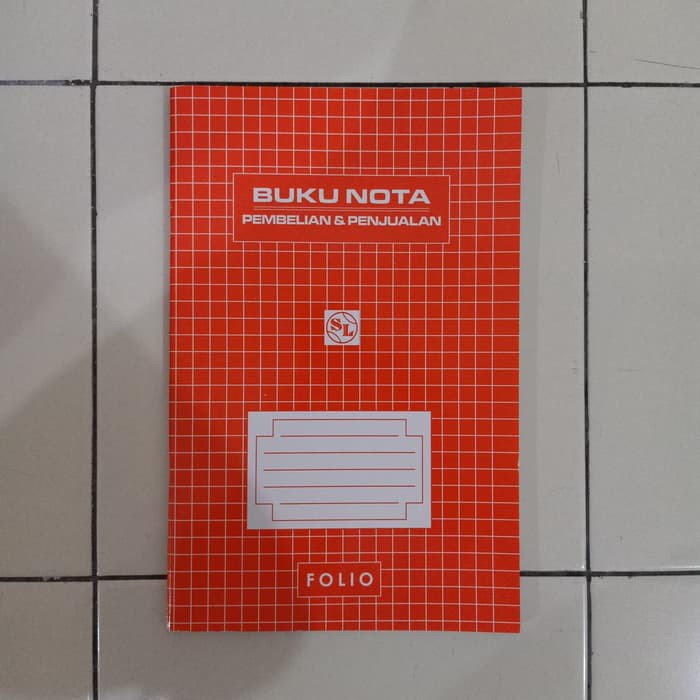 BUKU NOTA
PEMBELIAN & PENJUALAN
SL
FOLIO